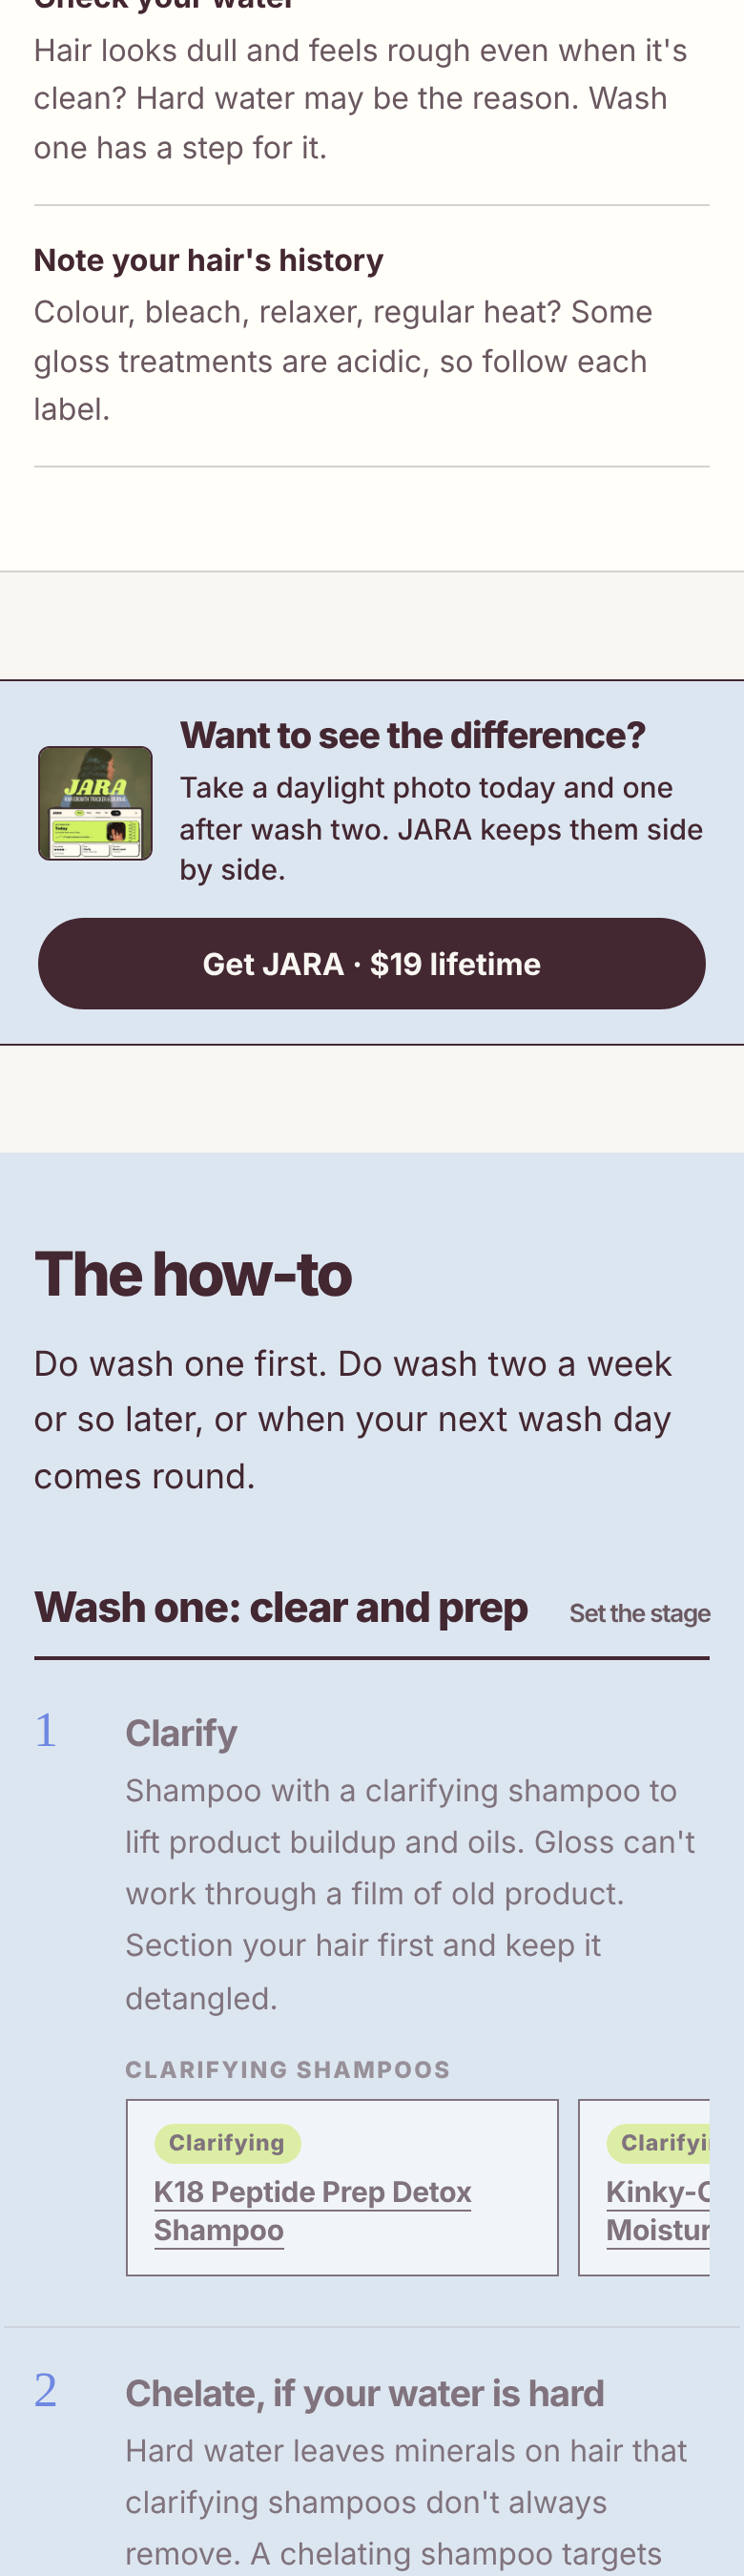 Check your water
Hair looks dull and feels rough even when it's
clean? Hard water may be the reason. Wash
one has a step for it.
Note your hair's history
Colour, bleach, relaxer, regular heat? Some
gloss treatments are acidic, so follow each
label.
JARA
Want to see the difference?
Take a daylight photo today and one
after wash two. JARA keeps them side
by side.
Get JARA · $19 lifetime
The how-to
Do wash one first. Do wash two a week
or so later, or when your next wash day
comes round.
Wash one: clear and prep
Set the stage
1
Clarify
Shampoo with a clarifying shampoo to
lift product buildup and oils. Gloss can't
work through a film of old product.
Section your hair first and keep it
detangled.
CLARIFYING SHAMPOOS
Clarifying
K18 Peptide Prep Detox
Shampoo
2
Chelate, if your water is hard
Hard water leaves minerals on hair that
clarifying shampoos don't always
remove. A chelating shampoo targets